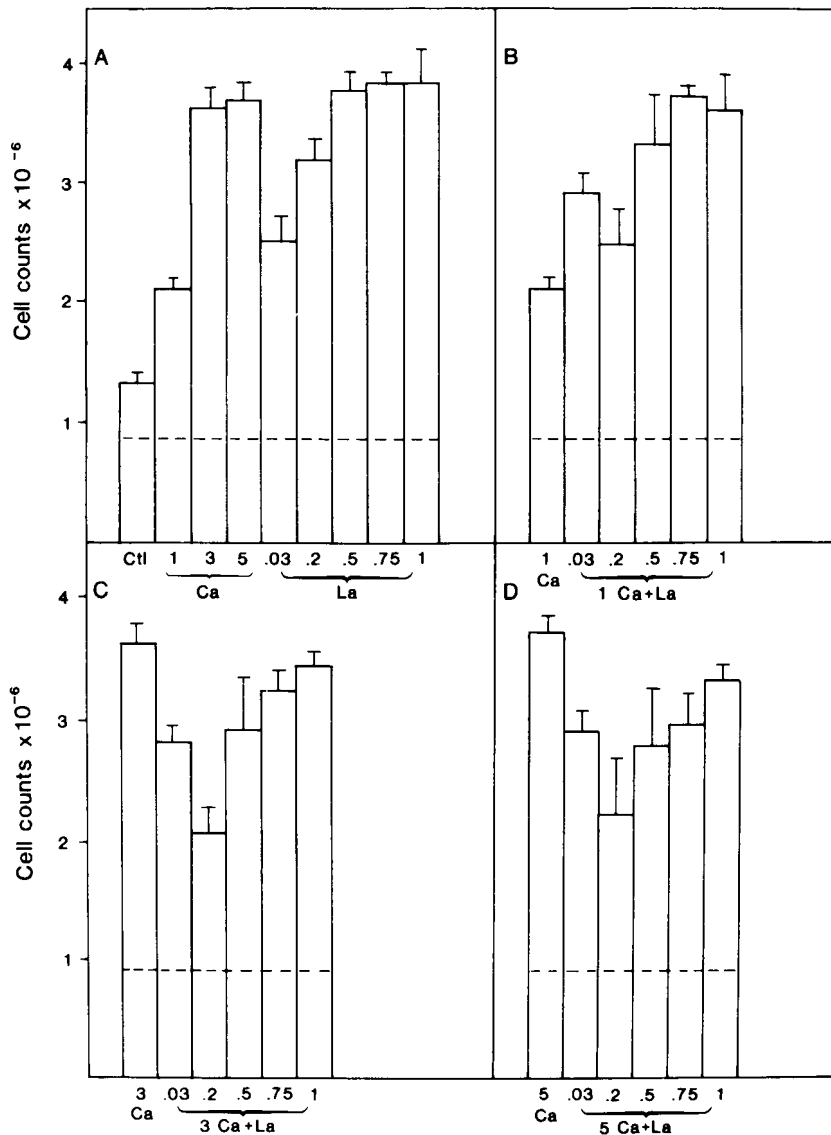 A
B
4
3
2
1
Cell counts x10⁻⁶
Ctl 1 3 5 .03 .2 .5 .75 1
Ca La
1 .03 .2 .5 .75 1
Ca 1 Ca+La
C
D
4
3
2
1
Cell counts x10⁻⁶
3 .03 .2 .5 .75 1
Ca 3 Ca+La
5 .03 .2 .5 .75 1
Ca 5 Ca+La